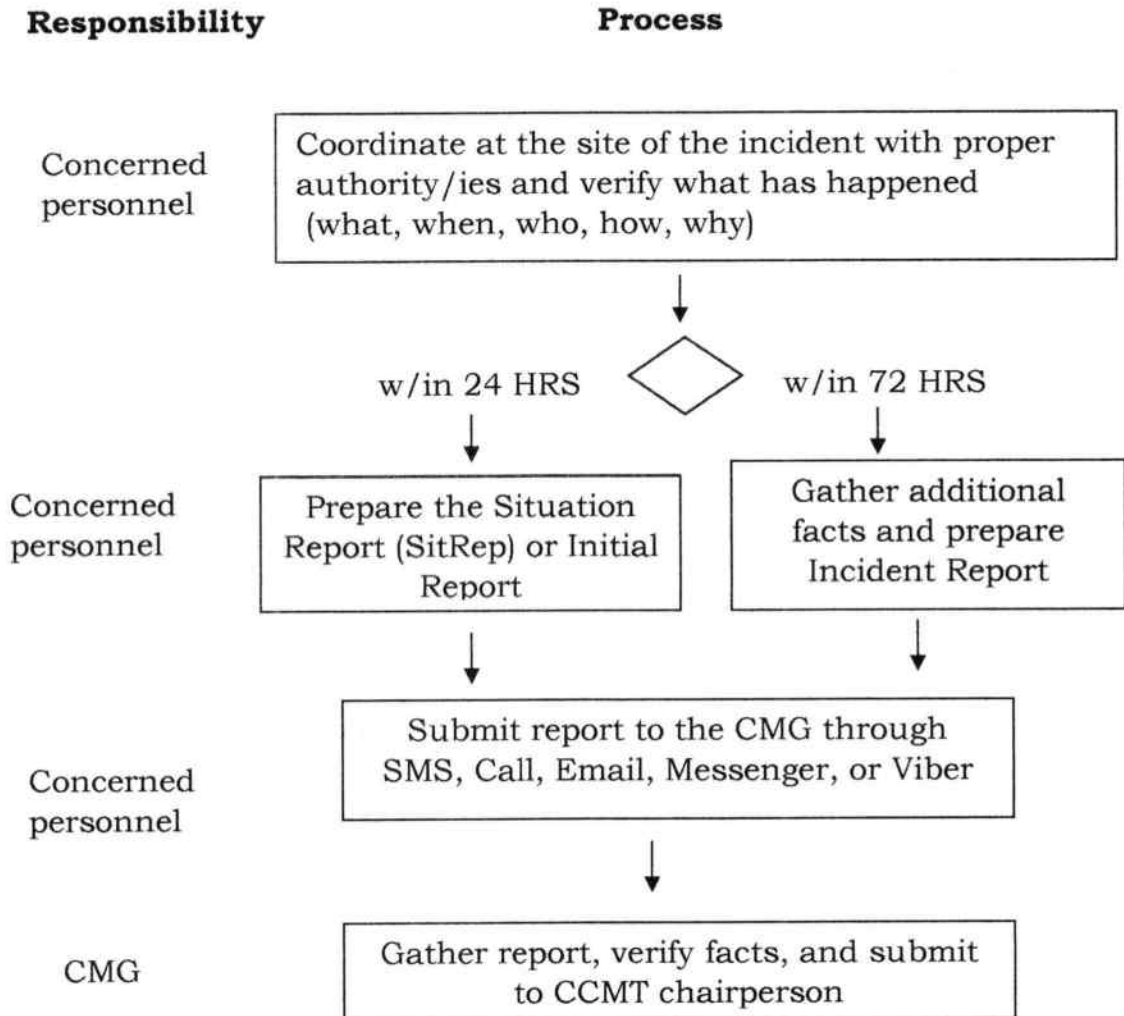 Responsibility
Process
Concerned
personnel
Coordinate at the site of the incident with proper
authority/ies and verify what has happened
(what, when, who, how, why)
w/in 24 HRS
w/in 72 HRS
Concerned
personnel
Prepare the Situation
Report (SitRep) or Initial
Report
Gather additional
facts and prepare
Incident Report
Concerned
personnel
Submit report to the CMG through
SMS, Call, Email, Messenger, or Viber
CMG
Gather report, verify facts, and submit
to CCMT chairperson